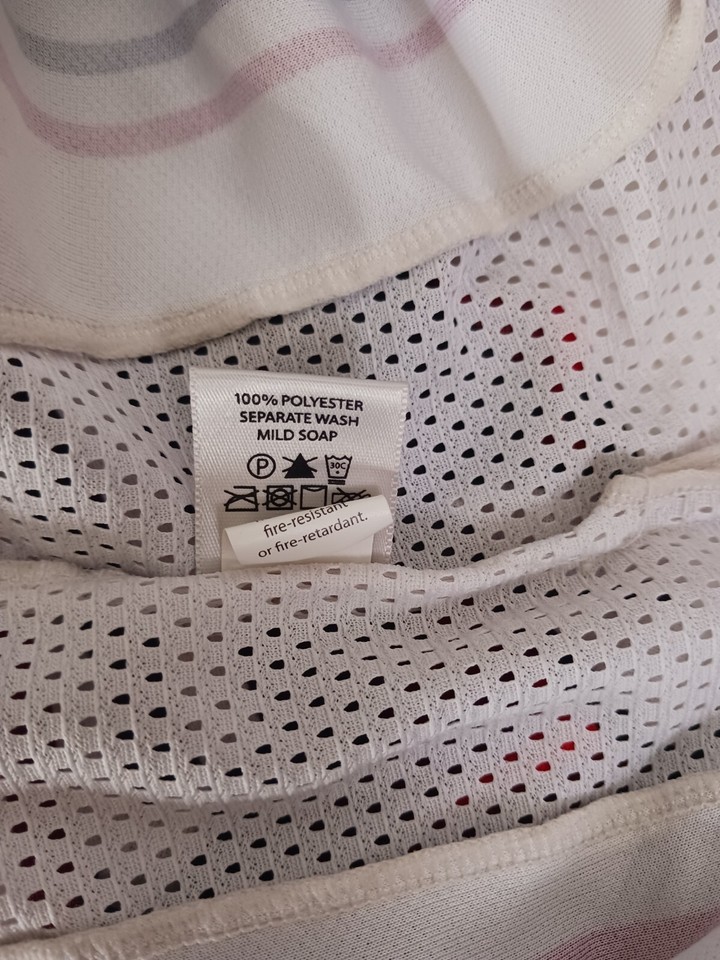 100% POLYESTER
SEPARATE WASH
MILD SOAP
P
30C
fire-resistant
or fire-retardant.